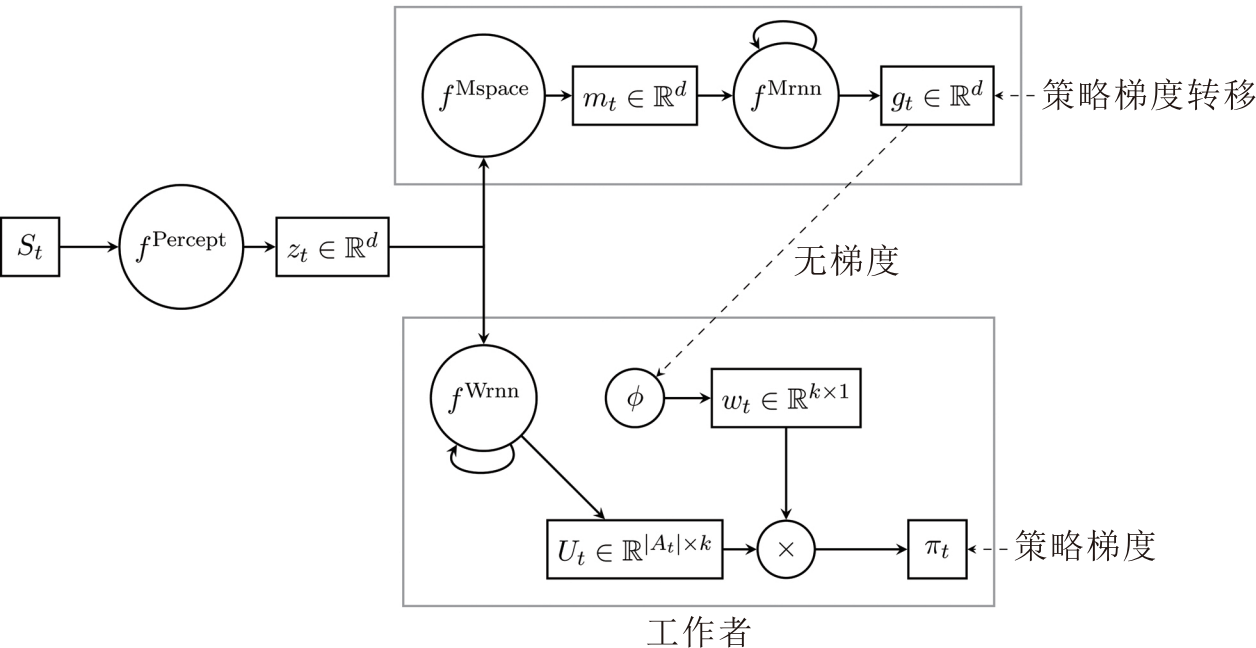 f^Mspace
m_t ∈ ℝ^d
f^Mrnn
g_t ∈ ℝ^d
策略梯度转移
S_t
f^Percept
z_t ∈ ℝ^d
无梯度
f^Wrnn
ϕ
w_t ∈ ℝ^{k×1}
U_t ∈ ℝ^{|A_t|×k}
×
π_t
策略梯度
工作者